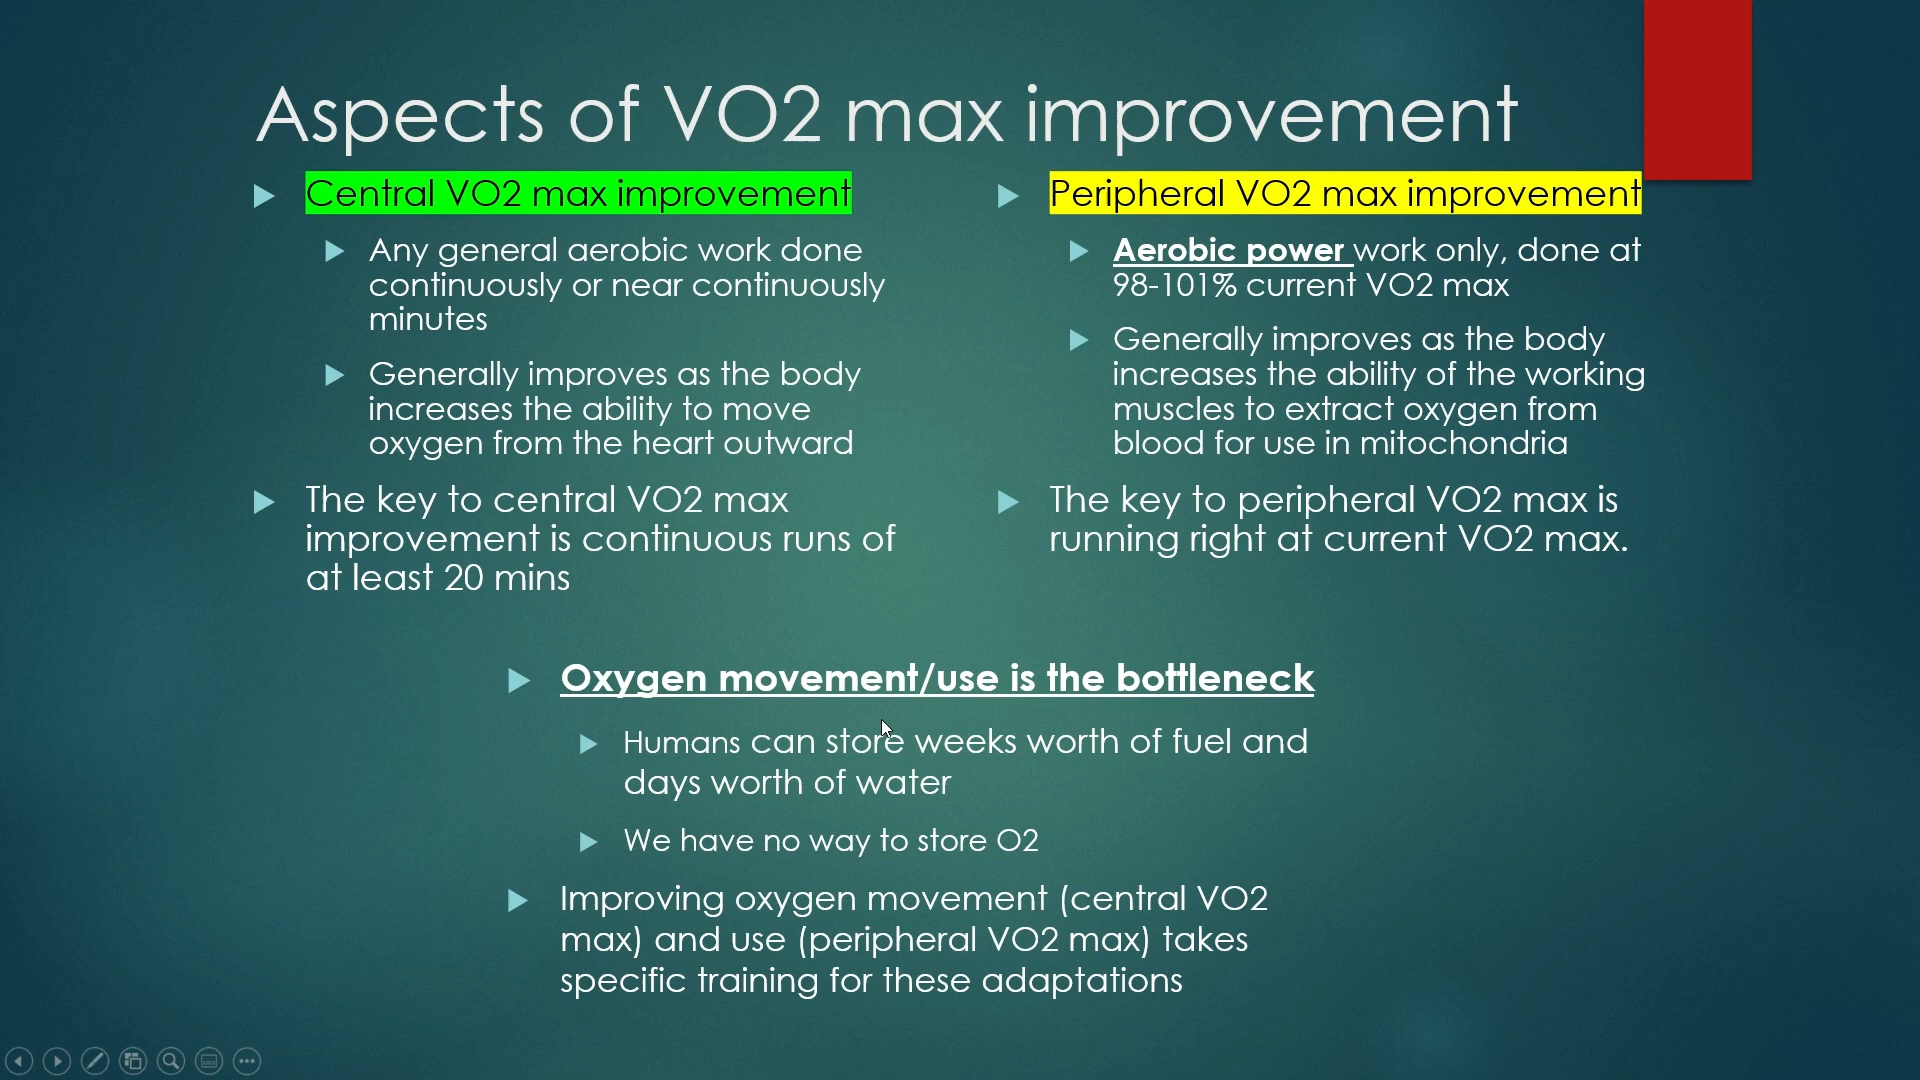 Aspects of VO2 max improvement
Central VO2 max improvement
Any general aerobic work done
continuously or near continuously
minutes
Generally improves as the body
increases the ability to move
oxygen from the heart outward
The key to central VO2 max
improvement is continuous runs of
at least 20 mins
Peripheral VO2 max improvement
Aerobic power work only, done at
98-101% current VO2 max
Generally improves as the body
increases the ability of the working
muscles to extract oxygen from
blood for use in mitochondria
The key to peripheral VO2 max is
running right at current VO2 max.
Oxygen movement/use is the bottleneck
Humans can store weeks worth of fuel and
days worth of water
We have no way to store O2
Improving oxygen movement (central VO2
max) and use (peripheral VO2 max) takes
specific training for these adaptations